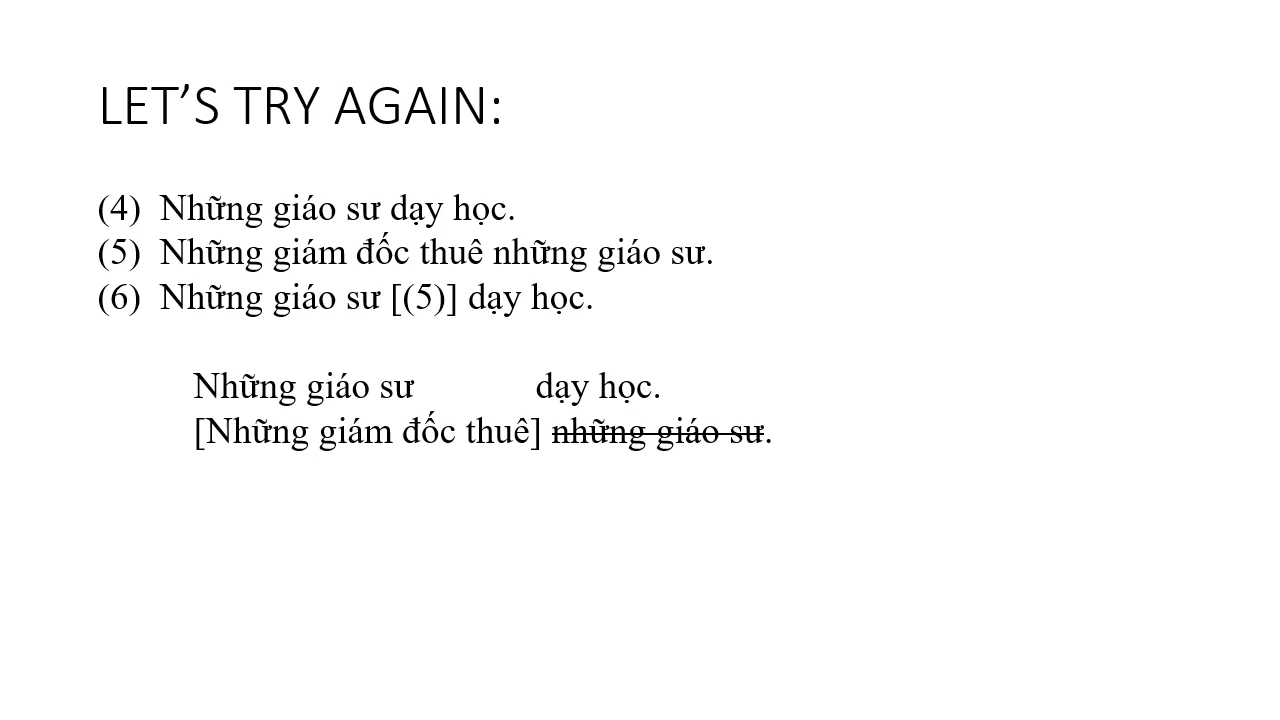 LET’S TRY AGAIN:
(4) Những giáo sư dạy học.
(5) Những giám đốc thuê những giáo sư.
(6) Những giáo sư [(5)] dạy học.
Những giáo sư dạy học.
[Những giám đốc thuê] những giáo sư.